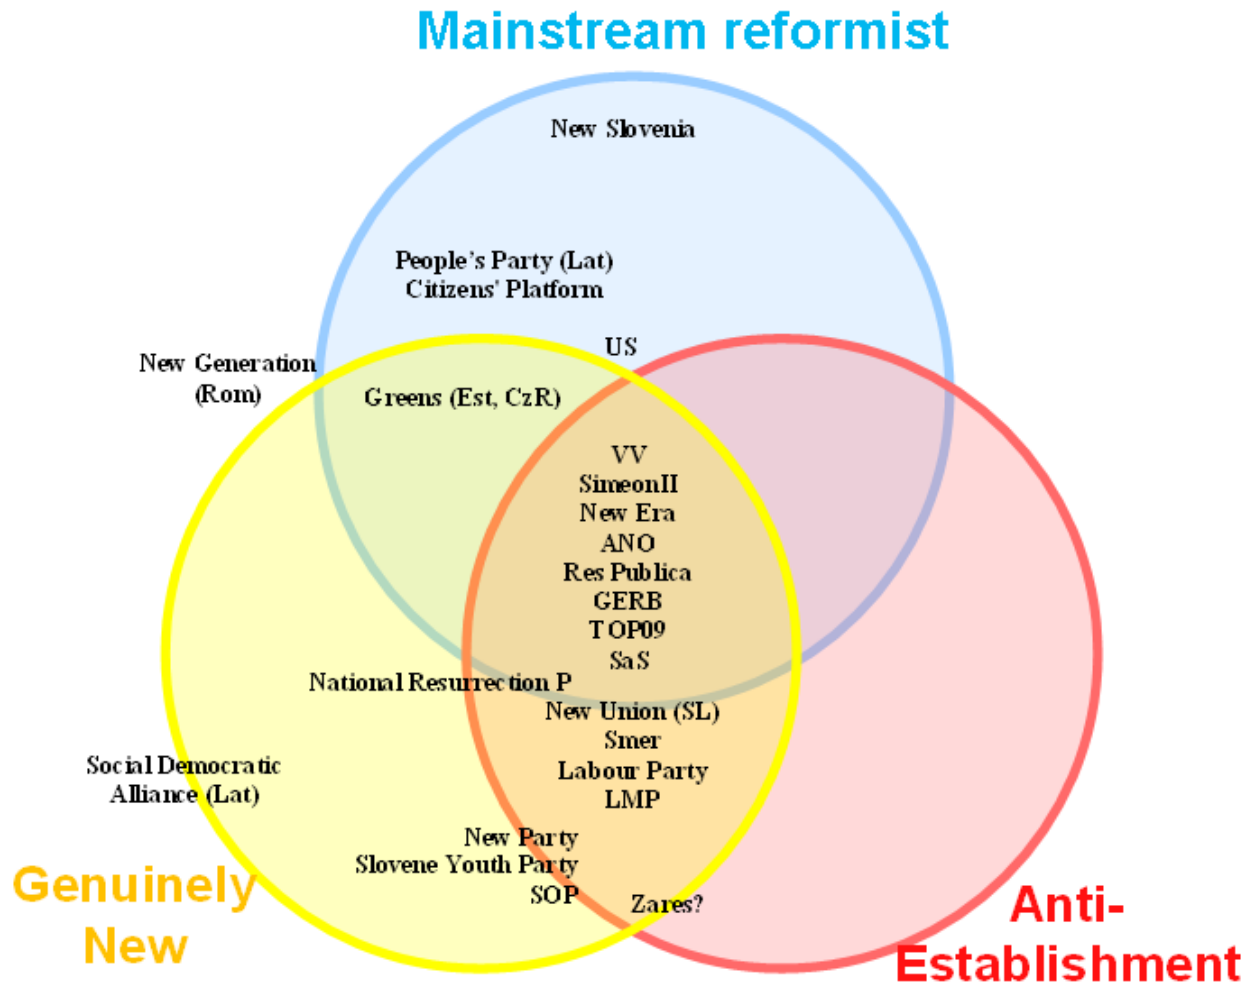 Mainstream reformist
New Slovenia
People's Party (Lat)
Citizens' Platform
US
New Generation
(Rom)
Greens (Est, CzR)
VV
SimeonII
New Era
ANO
Res Publica
GERB
TOP09
SaS
National Resurrection P
New Union (SL)
Smer
Labour Party
LMP
Social Democratic
Alliance (Lat)
New Party
Slovene Youth Party
SOP
Zares?
Genuinely
New
Anti-
Establishment